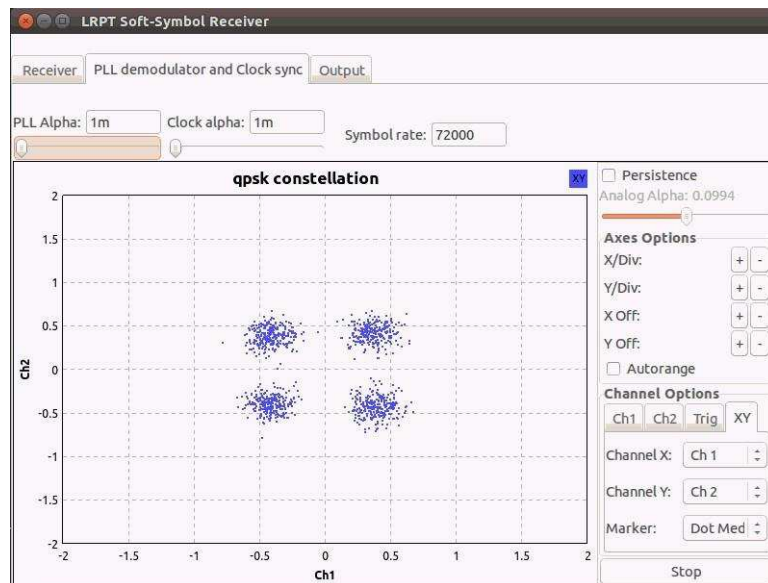 LRPT Soft-Symbol Receiver
Receiver PLL demodulator and Clock sync Output
PLL Alpha: 1m Clock alpha: 1m Symbol rate: 72000
qpsk constellation XY
2
1.5
1
0.5
0
-0.5
-1
-1.5
-2
Ch2
-2 -1.5 -1 -0.5 0 0.5 1 1.5 2
Ch1
Persistence
Analog Alpha: 0.0994
Axes Options
X/Div: + -
Y/Div: + -
X Off: + -
Y Off: + -
Autorange
Channel Options
Ch1 Ch2 Trig XY
Channel X: Ch 1
Channel Y: Ch 2
Marker: Dot Med
Stop